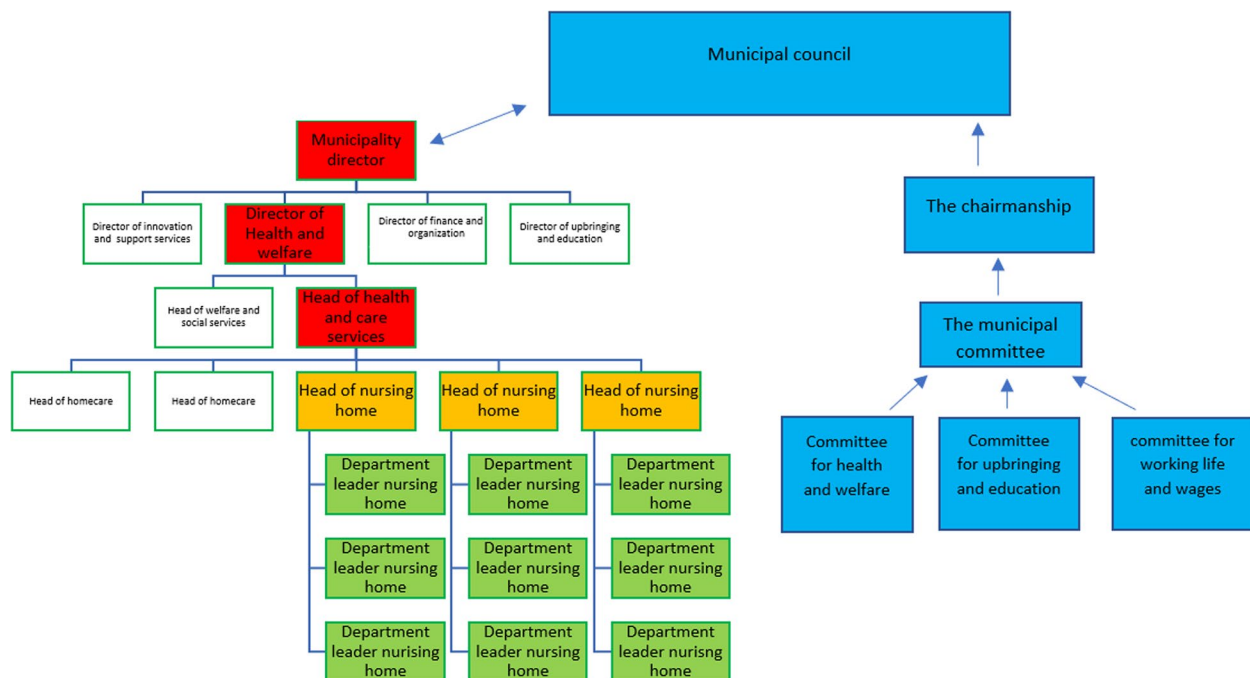 Municipal council
Municipality
director
Director of innovation
and support services
Director of
Health and
welfare
Director of finance and
organization
Director of upbringing
and education
Head of welfare and
social services
Head of health
and care
services
Head of homecare
Head of homecare
Head of nursing
home
Head of nursing
home
Head of nursing
home
Department
leader nursing
home
Department
leader nursing
home
Department
leader nursing
home
Department
leader nursing
home
Department
leader nursing
home
Department
leader nursing
home
Department
leader nurising
home
Department
leader nursing
home
Department
leader nurisng
home
The chairmanship
The municipal
committee
Committee
for health
and welfare
Committee
for upbringing
and education
committee for
working life
and wages